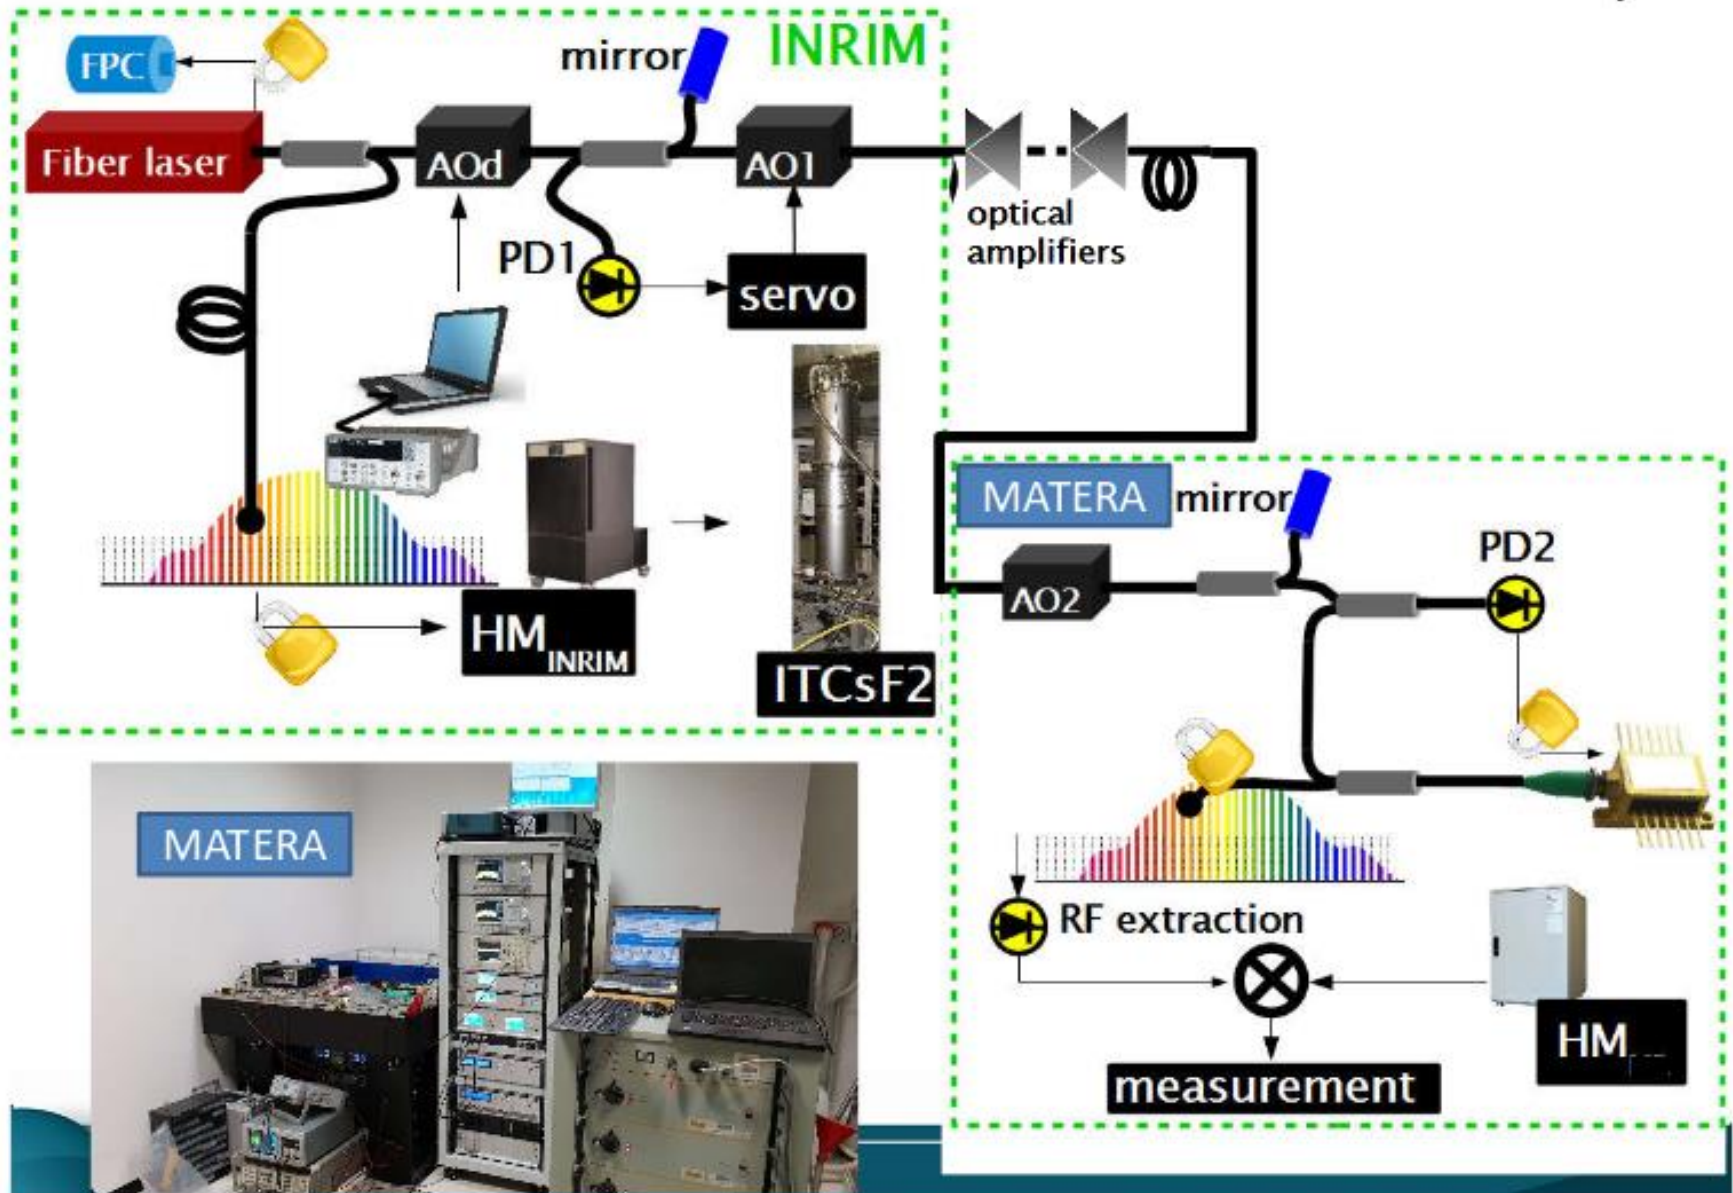 INRIM
FPC
mirror
Fiber laser
AOd
AO1
optical
amplifiers
PD1
servo
HM
INRIM
ITCsF2
MATERA
mirror
PD2
AO2
RF extraction
HM
measurement
MATERA